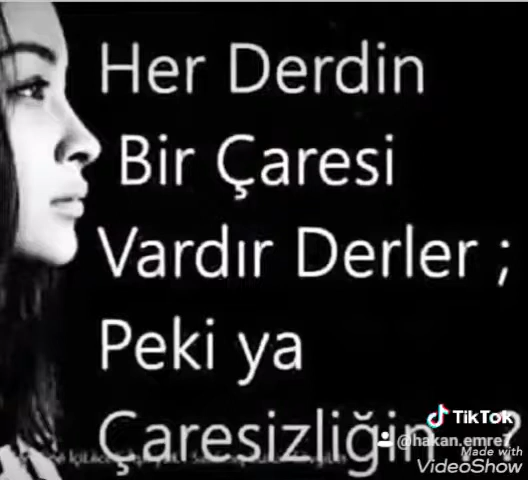 Her Derdin
Bir Çaresi
Vardır Derler ;
Peki ya
Çaresizliğin . ?
TikTok
@hakan.emre7
Made with
VideoShow